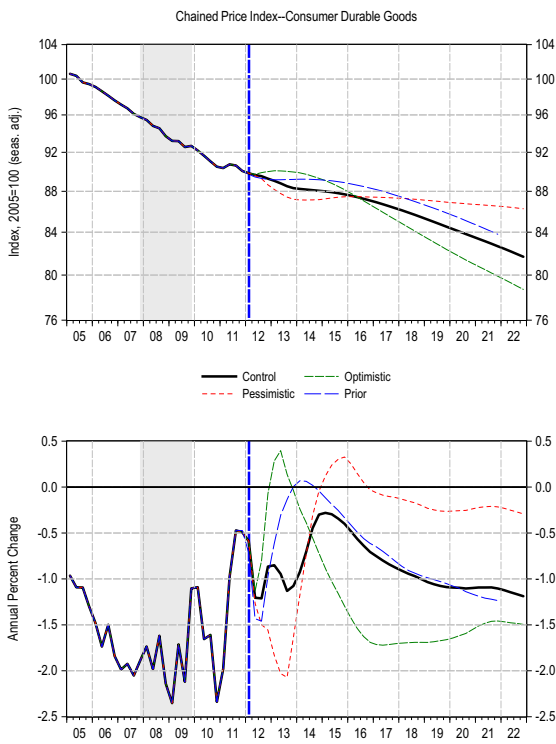 Chained Price Index--Consumer Durable Goods
104 104
100 100
96 96
92 92
88 88
84 84
80 80
76 76
Index, 2005=100 (seas. adj.)
05 06 07 08 09 10 11 12 13 14 15 16 17 18 19 20 21 22
Control Optimistic
Pessimistic Prior
0.5 0.5
0.0 0.0
-0.5 -0.5
-1.0 -1.0
-1.5 -1.5
-2.0 -2.0
-2.5 -2.5
Annual Percent Change
05 06 07 08 09 10 11 12 13 14 15 16 17 18 19 20 21 22